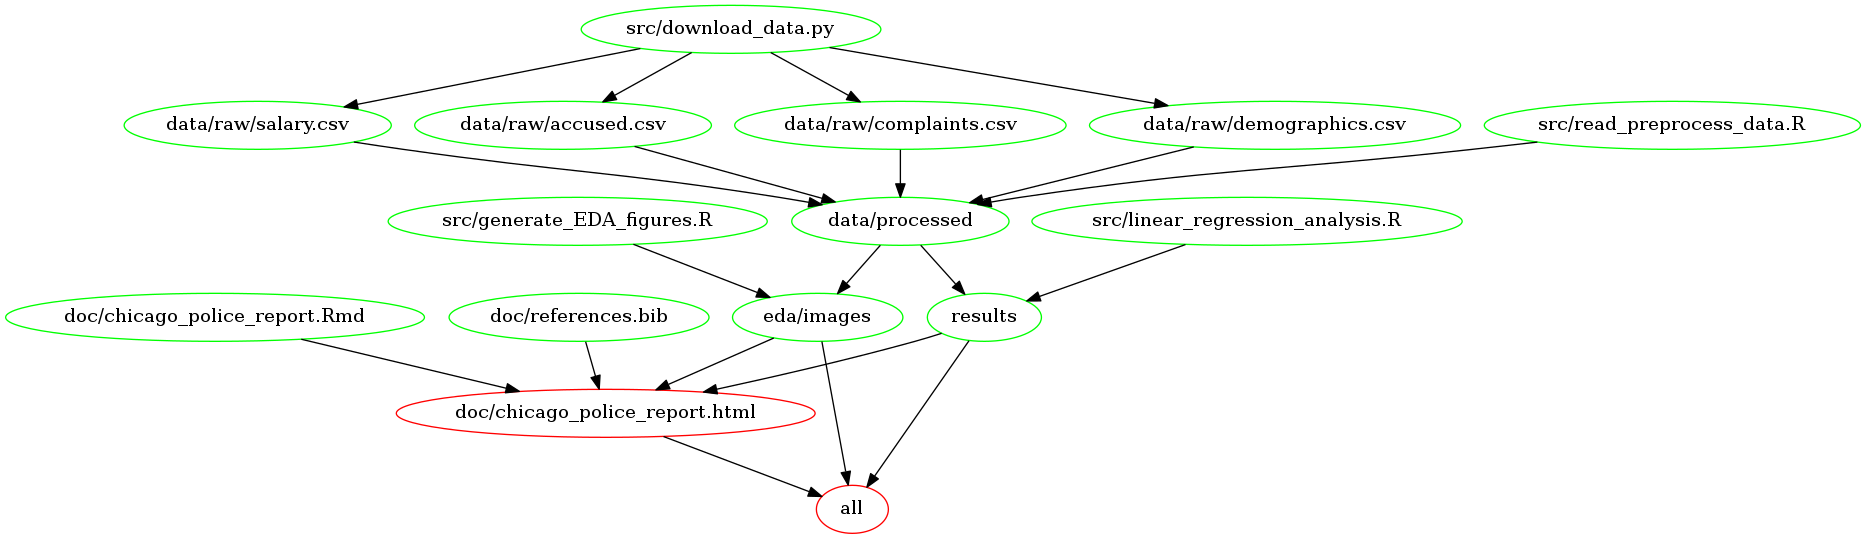 src/download_data.py
data/raw/salary.csv
data/raw/accused.csv
data/raw/complaints.csv
data/raw/demographics.csv
src/read_preprocess_data.R
src/generate_EDA_figures.R
data/processed
src/linear_regression_analysis.R
doc/chicago_police_report.Rmd
doc/references.bib
eda/images
results
doc/chicago_police_report.html
all